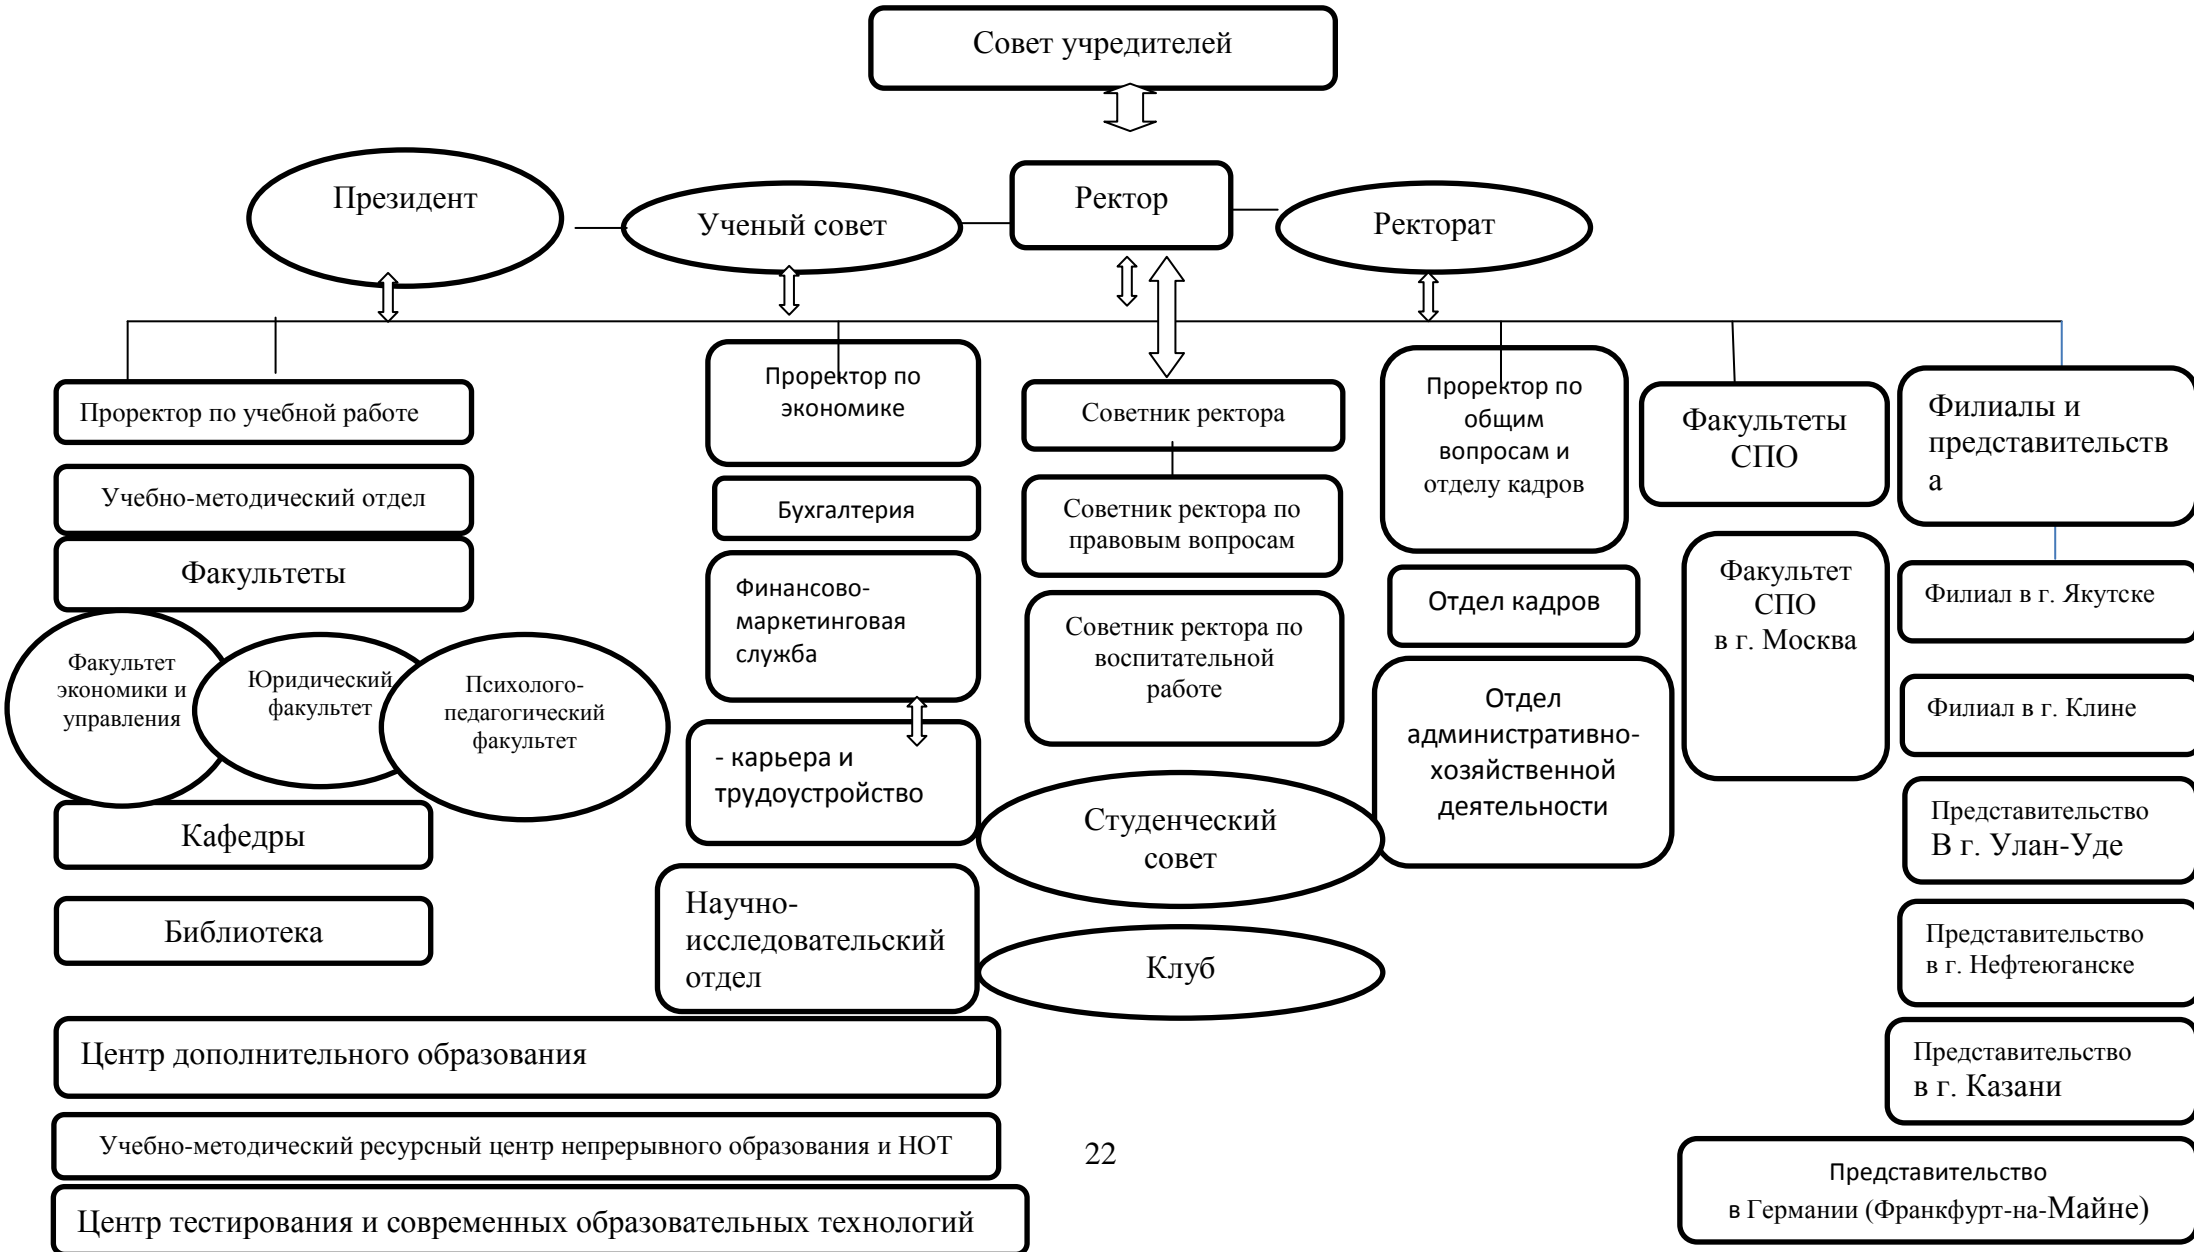 Совет учредителей
Президент
Ученый совет
Ректор
Ректорат
Проректор по учебной работе
Учебно-методический отдел
Факультеты
Факультет
экономики и
управления
Юридический
факультет
Психолого-
педагогический
факультет
Кафедры
Библиотека
Проректор по
экономике
Бухгалтерия
Финансово-
маркетинговая
служба
- карьера и
трудоустройство
Научно-
исследовательский
отдел
Советник ректора
Советник ректора по
правовым вопросам
Советник ректора по
воспитательной
работе
Студенческий
совет
Клуб
Проректор по
общим
вопросам и
отделу кадров
Отдел кадров
Отдел
административно-
хозяйственной
деятельности
Факультеты
СПО
Факультет
СПО
в г. Москва
Филиалы и
представительств
а
Филиал в г. Якутске
Филиал в г. Клине
Представительство
В г. Улан-Уде
Представительство
в г. Нефтеюганске
Представительство
в г. Казани
Представительство
в Германии (Франкфурт-на-Майне)
Центр дополнительного образования
Учебно-методический ресурсный центр непрерывного образования и НОТ
Центр тестирования и современных образовательных технологий
22